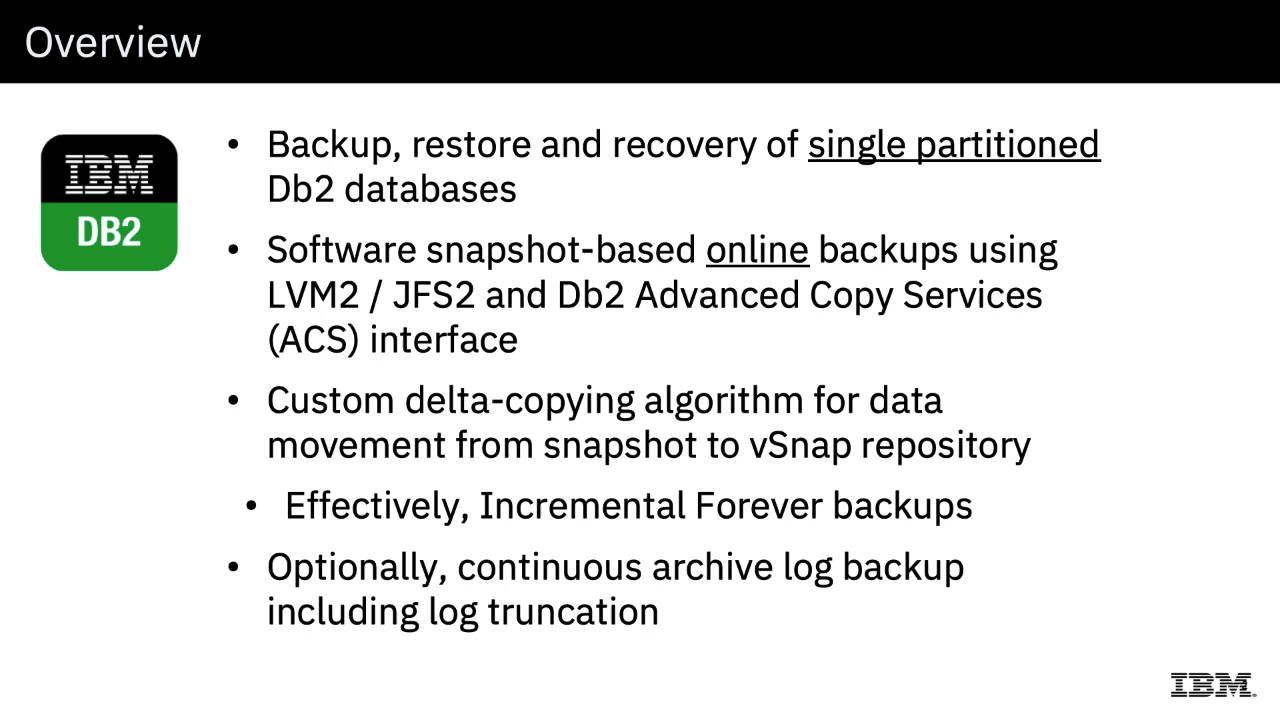 Overview
IBM
DB2
• Backup, restore and recovery of single partitioned
Db2 databases
• Software snapshot-based online backups using
LVM2 / JFS2 and Db2 Advanced Copy Services
(ACS) interface
• Custom delta-copying algorithm for data
movement from snapshot to vSnap repository
• Effectively, Incremental Forever backups
• Optionally, continuous archive log backup
including log truncation
IBM®